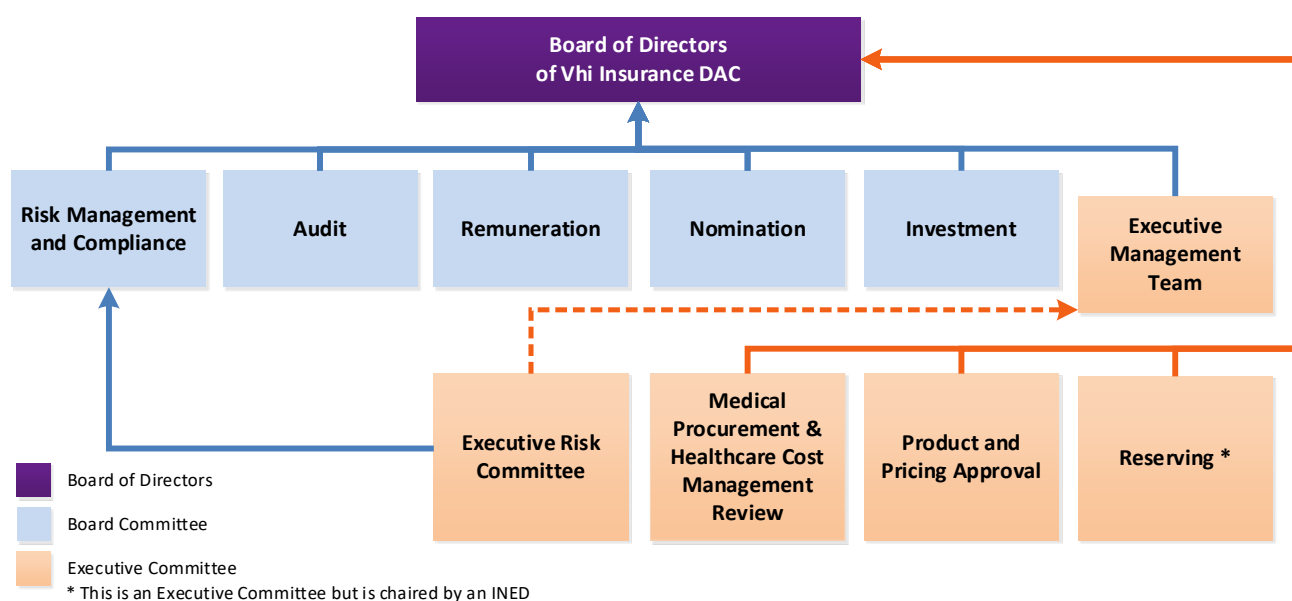 Board of Directors
of Vhi Insurance DAC
Risk Management
and Compliance
Audit
Remuneration
Nomination
Investment
Executive
Management
Team
Executive Risk
Committee
Medical
Procurement &
Healthcare Cost
Management
Review
Product and
Pricing Approval
Reserving *
Board of Directors
Board Committee
Executive Committee
* This is an Executive Committee but is chaired by an INED